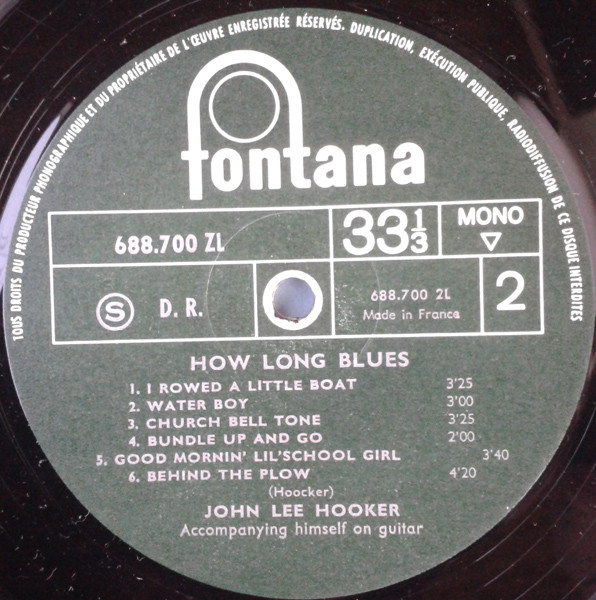 TOUS DROITS DU PRODUCTEUR PHONOGRAPHIQUE ET DU PROPRIÉTAIRE DE L'ŒUVRE ENREGISTRÉE RÉSERVÉS. DUPLICATION, EXÉCUTION PUBLIQUE, RADIODIFFUSION DE CE DISQUE INTERDITES
fontana
688.700 ZL 33 1/3 MONO
S D. R. 688.700 2L 2
Made in France
HOW LONG BLUES
1. I ROWED A LITTLE BOAT 3'25
2. WATER BOY 3'00
3. CHURCH BELL TONE 3'25
4. BUNDLE UP AND GO 2'00
5. GOOD MORNIN' LIL'SCHOOL GIRL 3'40
6. BEHIND THE PLOW 4'20
(Hoocker)
JOHN LEE HOOKER
Accompanying himself on guitar